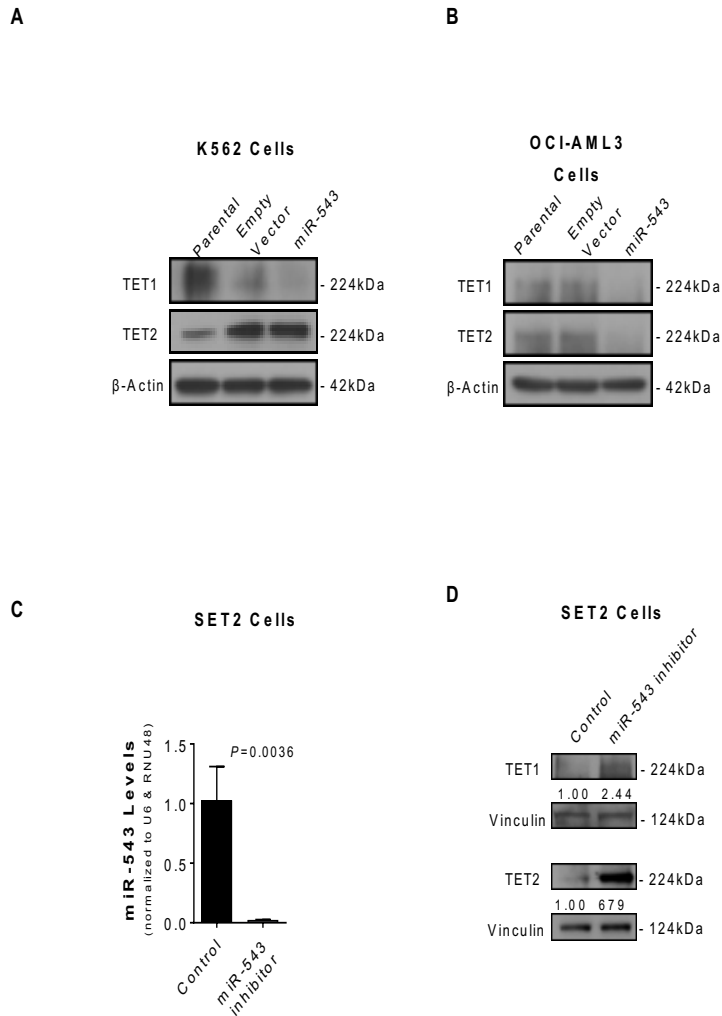 A
B
K562 Cells
OCI-AML3
Cells
Parental
Empty
Vector
miR-543
Parental
Empty
Vector
miR-543
TET1
- 224kDa
TET2
- 224kDa
β-Actin
- 42kDa
TET1
- 224kDa
TET2
- 224kDa
β-Actin
- 42kDa
C
SET2 Cells
miR-543 Levels
(normalized to U6 & RNU48)
1.5
1.0
0.5
0.0
P=0.0036
Control
miR-543
inhibitor
D
SET2 Cells
Control
miR-543 inhibitor
TET1
- 224kDa
1.00 2.44
Vinculin
- 124kDa
TET2
- 224kDa
1.00 679
Vinculin
- 124kDa